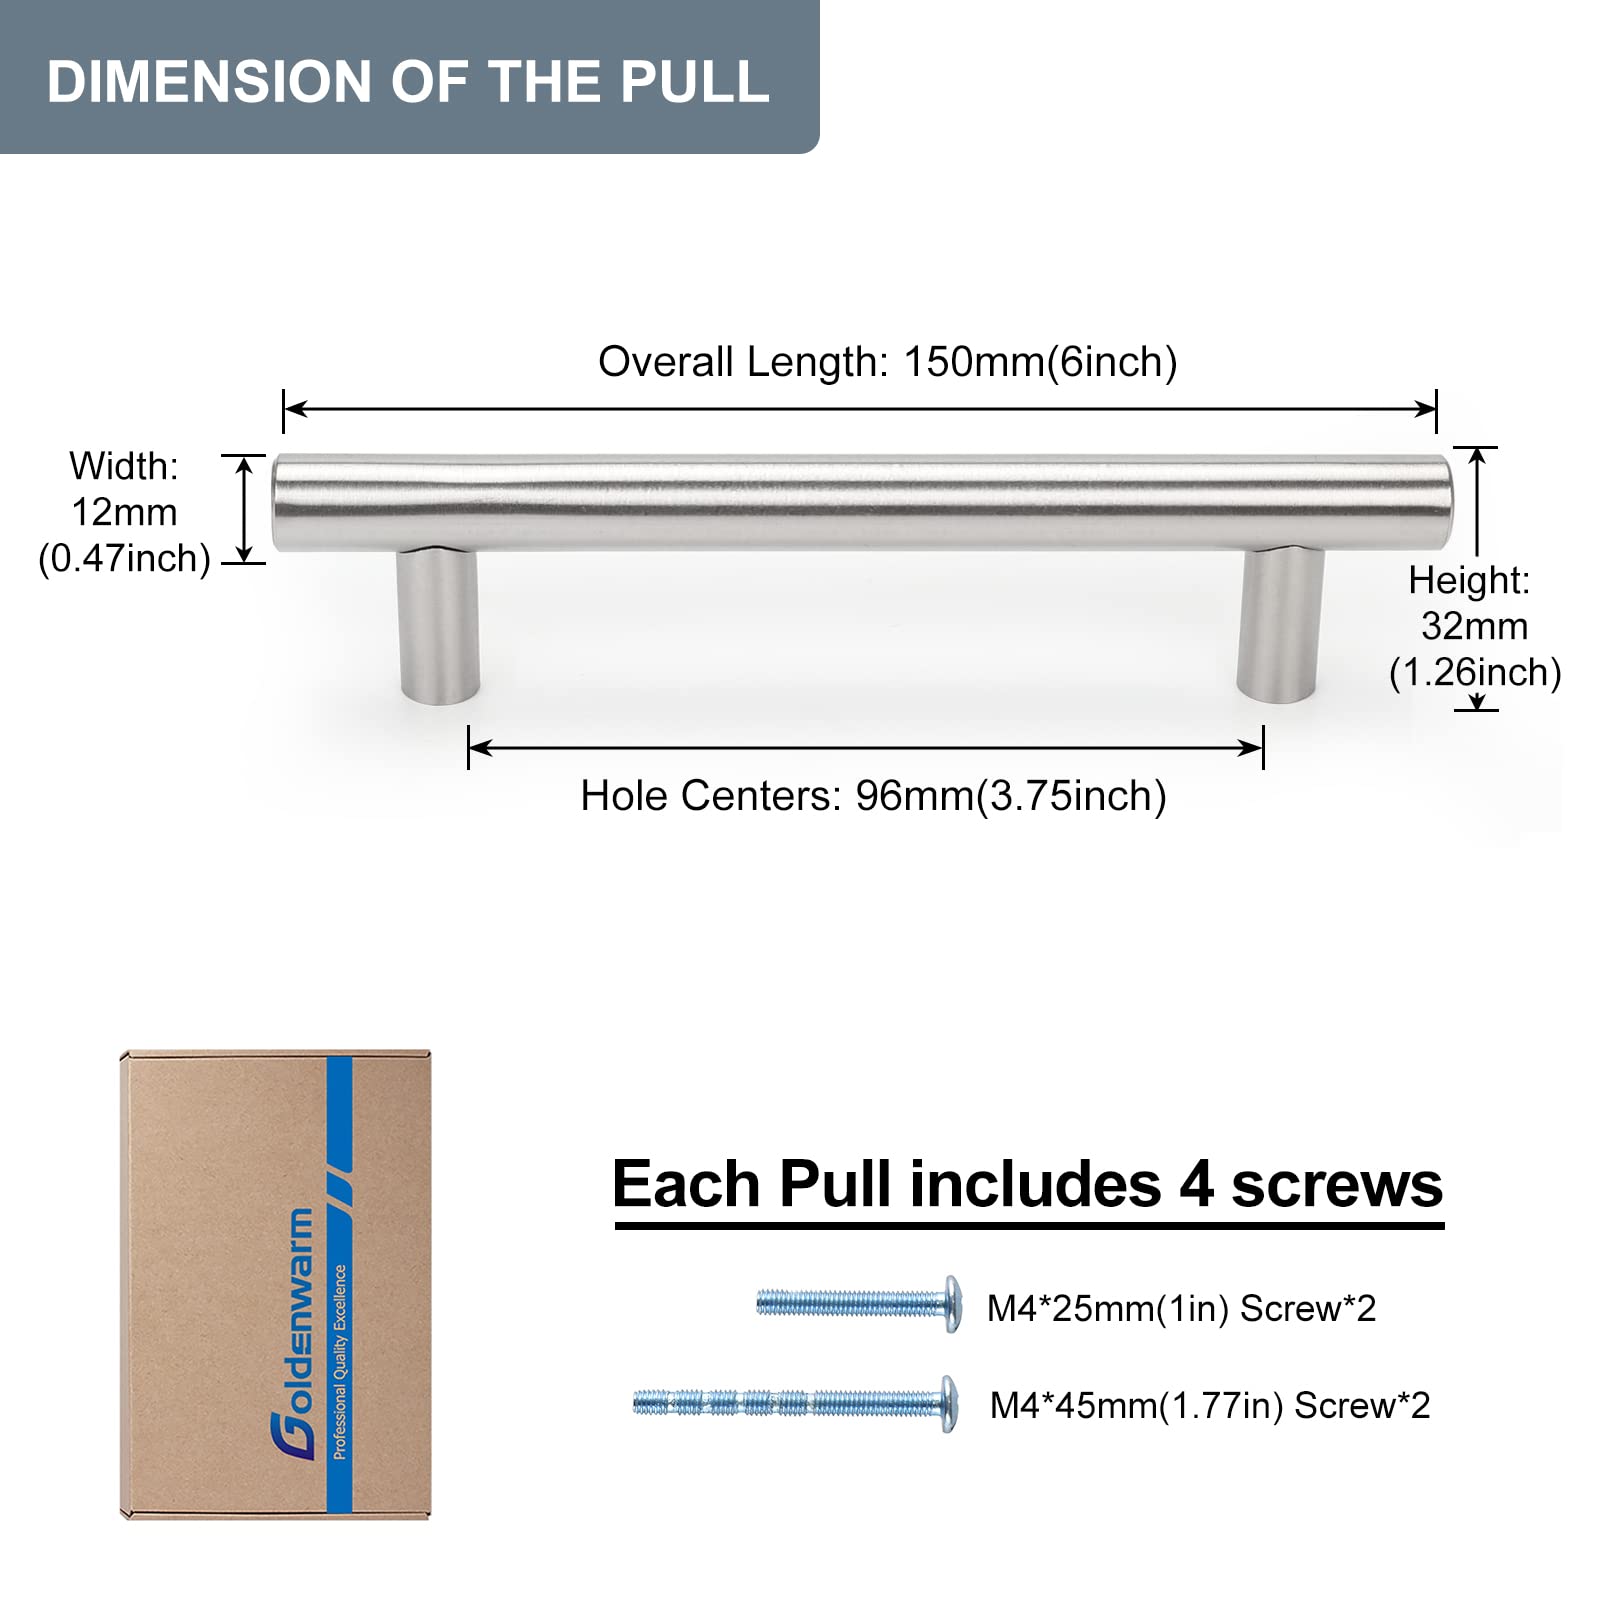 DIMENSION OF THE PULL
Overall Length: 150mm(6inch)
Width:
12mm
(0.47inch)
Height:
32mm
(1.26inch)
Hole Centers: 96mm(3.75inch)
Goldenwarm
Professional Quality Excellence
Each Pull includes 4 screws
M4*25mm(1in) Screw*2
M4*45mm(1.77in) Screw*2